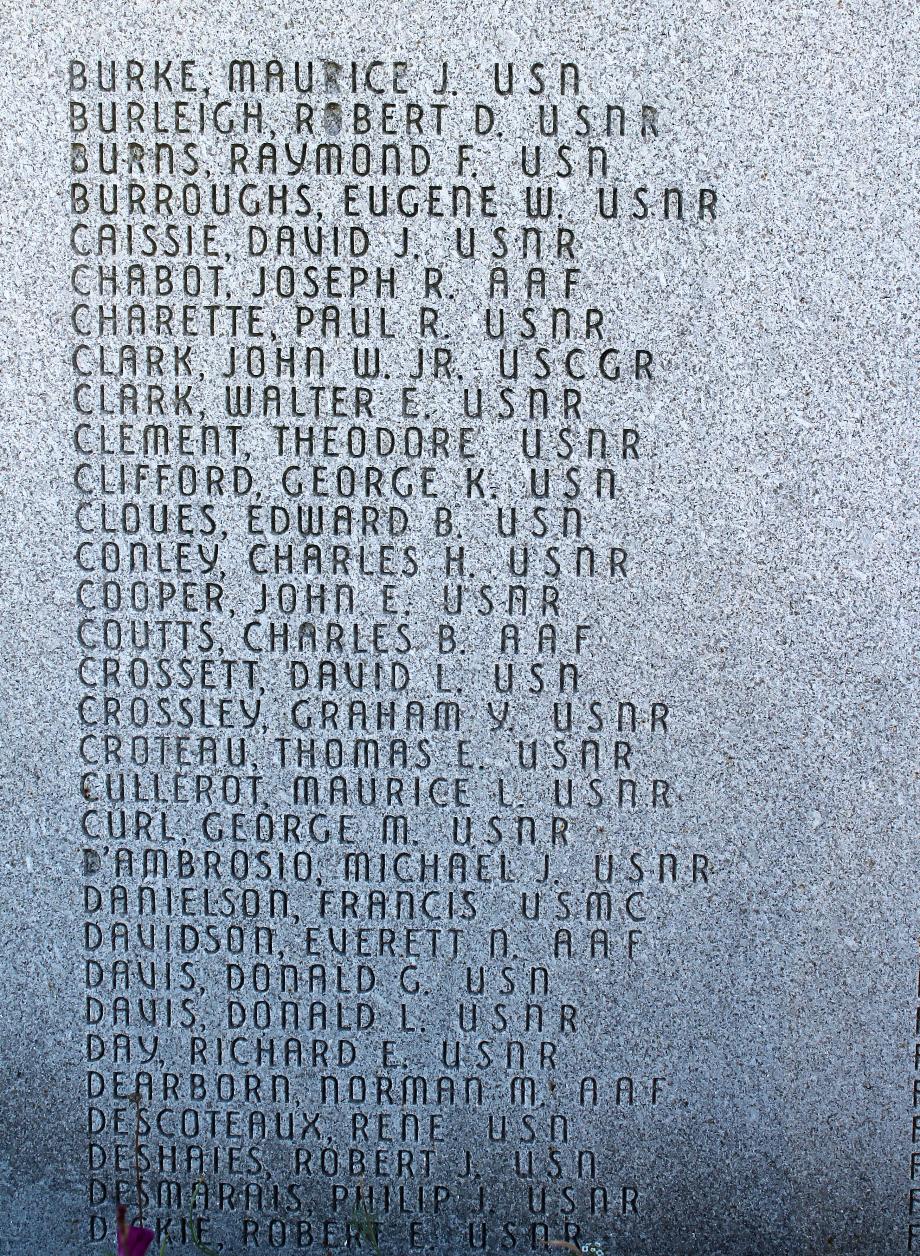 BURKE, MAURICE J. USN
BURLEIGH, ROBERT D. USNR
BURNS, RAYMOND F. USN
BURROUGHS, EUGENE W. USNR
CAISSIE, DAVID J. USNR
CHABOT, JOSEPH R. AAF
CHARETTE, PAUL R. USNR
CLARK, JOHN W. JR. USCGR
CLARK, WALTER E. USNR
CLEMENT, THEODORE USNR
CLIFFORD, GEORGE K. USN
CLOUES, EDWARD B. USN
CONLEY, CHARLES H. USNR
COOPER, JOHN E. USNR
COUTTS, CHARLES B. AAF
CROSSETT, DAVID L. USN
CROSSLEY, GRAHAM Y. USNR
CROTEAU, THOMAS E. USNR
CULLEROT, MAURICE L. USNR
CURL, GEORGE M. USNR
D'AMBROSIO, MICHAEL J. USNR
DANIELSON, FRANCIS USMC
DAVIDSON, EVERETT N. AAF
DAVIS, DONALD G. USN
DAVIS, DONALD L. USNR
DAY, RICHARD E. USNR
DEARBORN, NORMAN M. AAF
DESCOTEAUX, RENE USN
DESHAIES, ROBERT J. USN
DESMARAIS, PHILIP J. USNR
ROBERT E. USNR